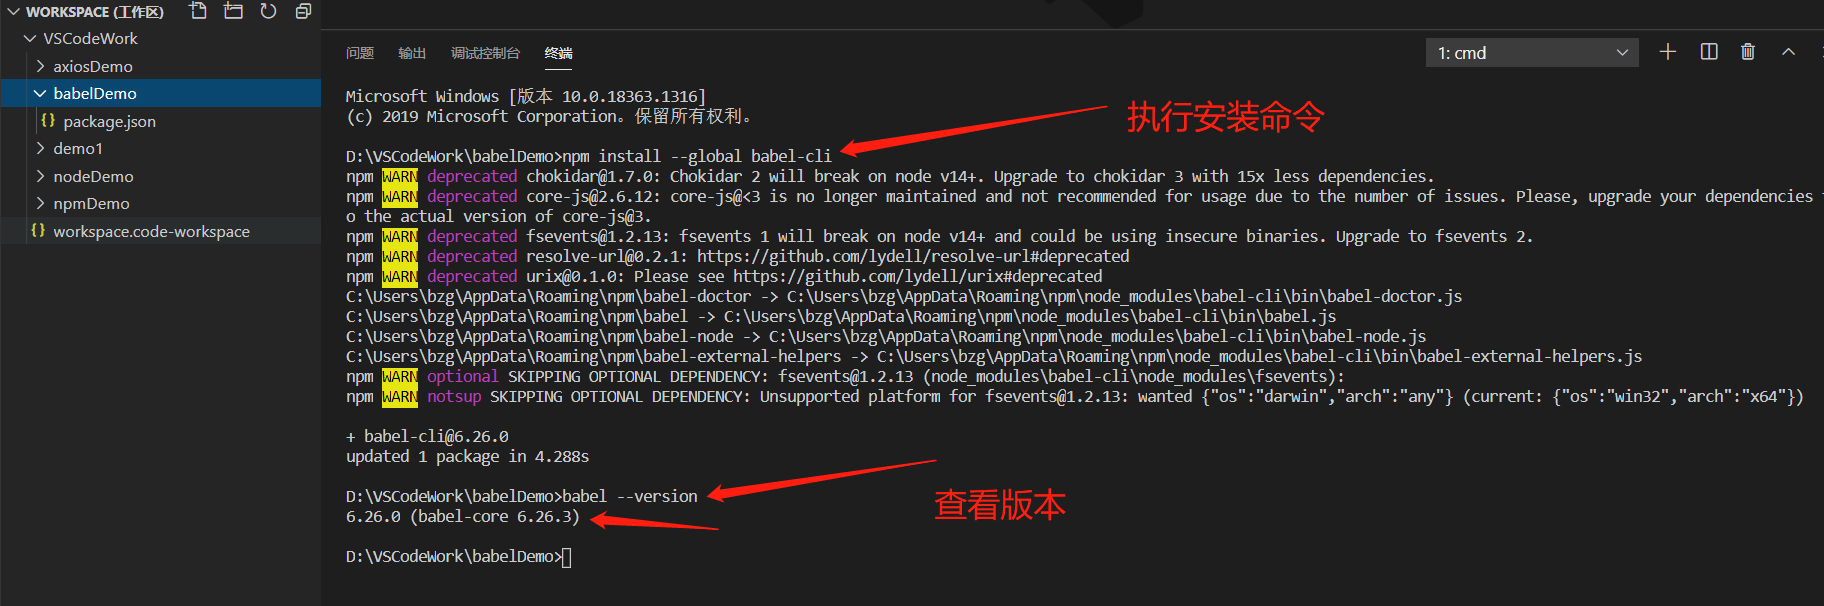 WORKSPACE (工作区)
VSCodeWork
axiosDemo
babelDemo
{} package.json
demo1
nodeDemo
npmDemo
{} workspace.code-workspace
问题 输出 调试控制台 终端
1: cmd
Microsoft Windows [版本 10.0.18363.1316]
(c) 2019 Microsoft Corporation。保留所有权利。
执行安装命令
D:\VSCodeWork\babelDemo>npm install --global babel-cli
npm WARN deprecated chokidar@1.7.0: Chokidar 2 will break on node v14+. Upgrade to chokidar 3 with 15x less dependencies.
npm WARN deprecated core-js@2.6.12: core-js@<3 is no longer maintained and not recommended for usage due to the number of issues. Please, upgrade your dependencies t
o the actual version of core-js@3.
npm WARN deprecated fsevents@1.2.13: fsevents 1 will break on node v14+ and could be using insecure binaries. Upgrade to fsevents 2.
npm WARN deprecated resolve-url@0.2.1: https://github.com/lydell/resolve-url#deprecated
npm WARN deprecated urix@0.1.0: Please see https://github.com/lydell/urix#deprecated
C:\Users\bzg\AppData\Roaming\npm\babel-doctor -> C:\Users\bzg\AppData\Roaming\npm\node_modules\babel-cli\bin\babel-doctor.js
C:\Users\bzg\AppData\Roaming\npm\babel -> C:\Users\bzg\AppData\Roaming\npm\node_modules\babel-cli\bin\babel.js
C:\Users\bzg\AppData\Roaming\npm\babel-node -> C:\Users\bzg\AppData\Roaming\npm\node_modules\babel-cli\bin\babel-node.js
C:\Users\bzg\AppData\Roaming\npm\babel-external-helpers -> C:\Users\bzg\AppData\Roaming\npm\node_modules\babel-cli\bin\babel-external-helpers.js
npm WARN optional SKIPPING OPTIONAL DEPENDENCY: fsevents@1.2.13 (node_modules\babel-cli\node_modules\fsevents):
npm WARN notsup SKIPPING OPTIONAL DEPENDENCY: Unsupported platform for fsevents@1.2.13: wanted {"os":"darwin","arch":"any"} (current: {"os":"win32","arch":"x64"})
+ babel-cli@6.26.0
updated 1 package in 4.288s
D:\VSCodeWork\babelDemo>babel --version
6.26.0 (babel-core 6.26.3)
查看版本
D:\VSCodeWork\babelDemo>